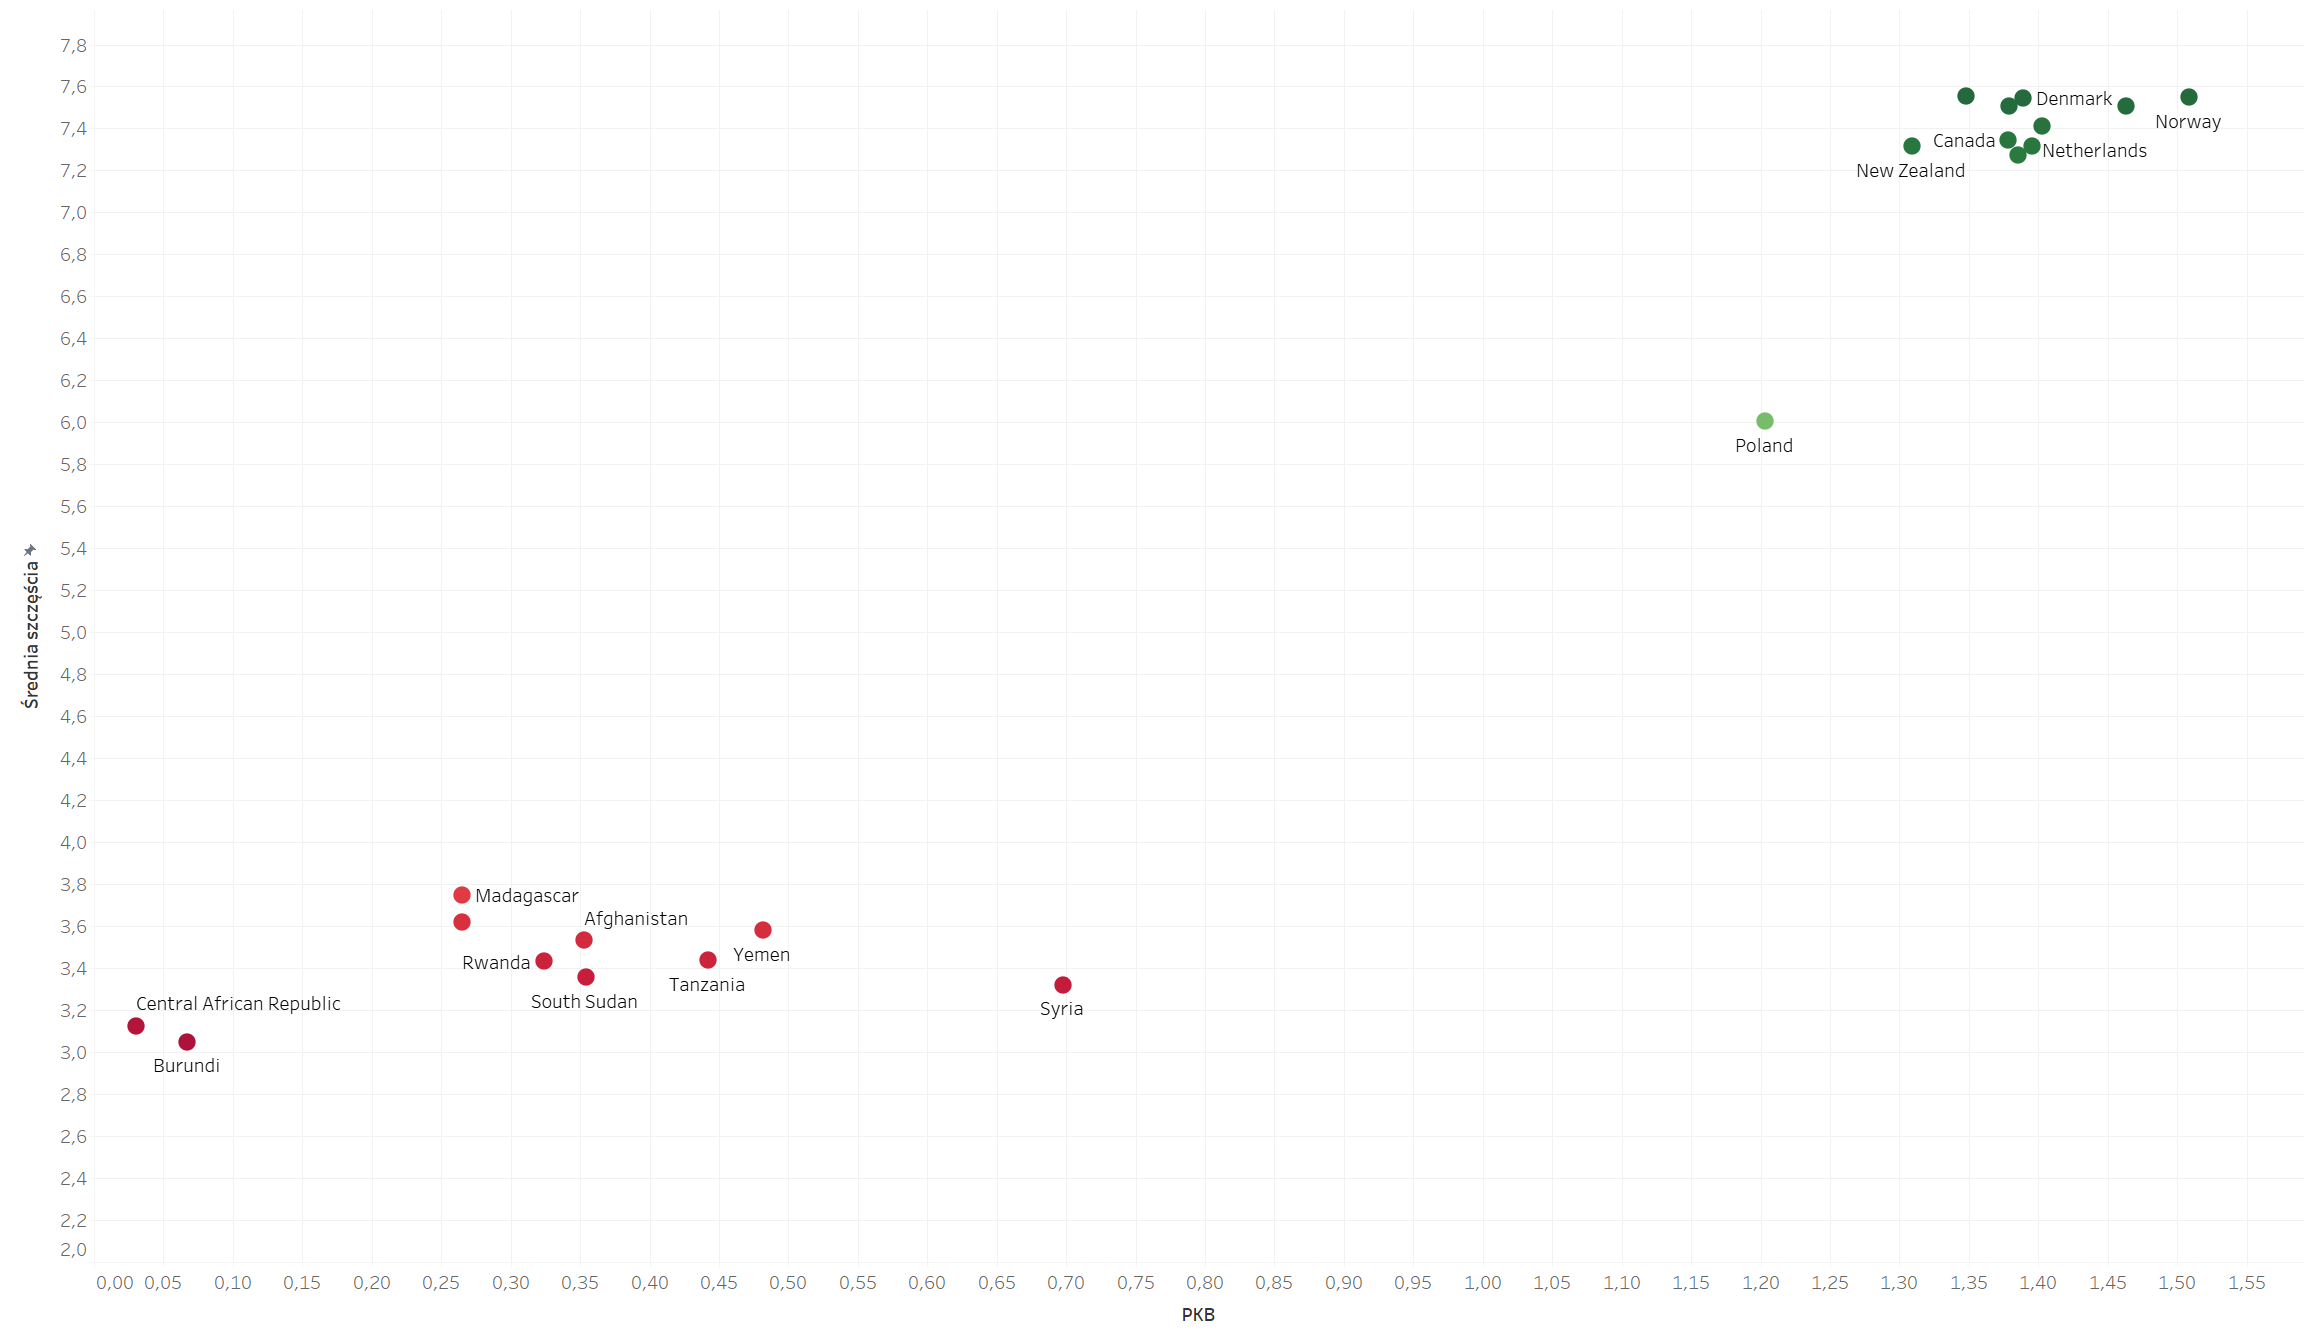 7,8
7,6
7,4
7,2
7,0
6,8
6,6
6,4
6,2
6,0
5,8
5,6
5,4
5,2
5,0
4,8
4,6
4,4
4,2
4,0
3,8
3,6
3,4
3,2
3,0
2,8
2,6
2,4
2,2
2,0
Średnia szczęścia
Denmark
Norway
Canada
Netherlands
New Zealand
Poland
Madagascar
Afghanistan
Rwanda
Yemen
Tanzania
South Sudan
Syria
Central African Republic
Burundi
0,00 0,05 0,10 0,15 0,20 0,25 0,30 0,35 0,40 0,45 0,50 0,55 0,60 0,65 0,70 0,75 0,80 0,85 0,90 0,95 1,00 1,05 1,10 1,15 1,20 1,25 1,30 1,35 1,40 1,45 1,50 1,55
PKB